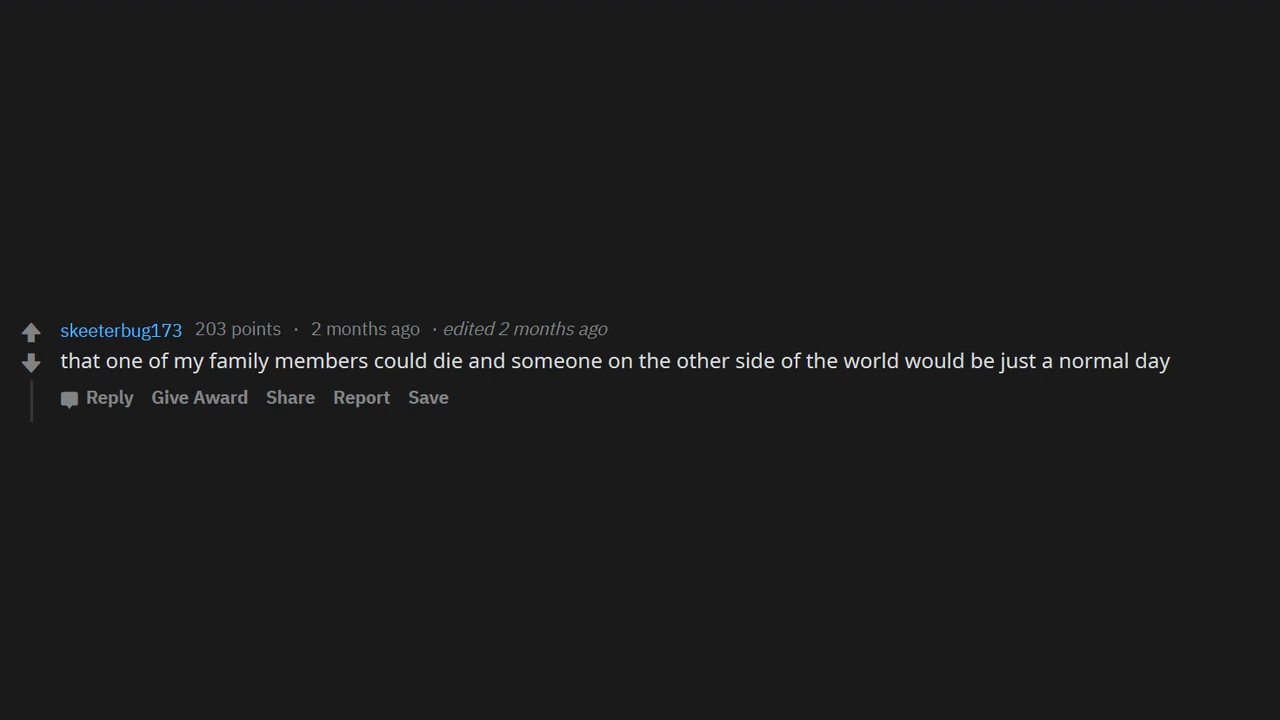 skeeterbug173 203 points · 2 months ago · edited 2 months ago
that one of my family members could die and someone on the other side of the world would be just a normal day
Reply Give Award Share Report Save